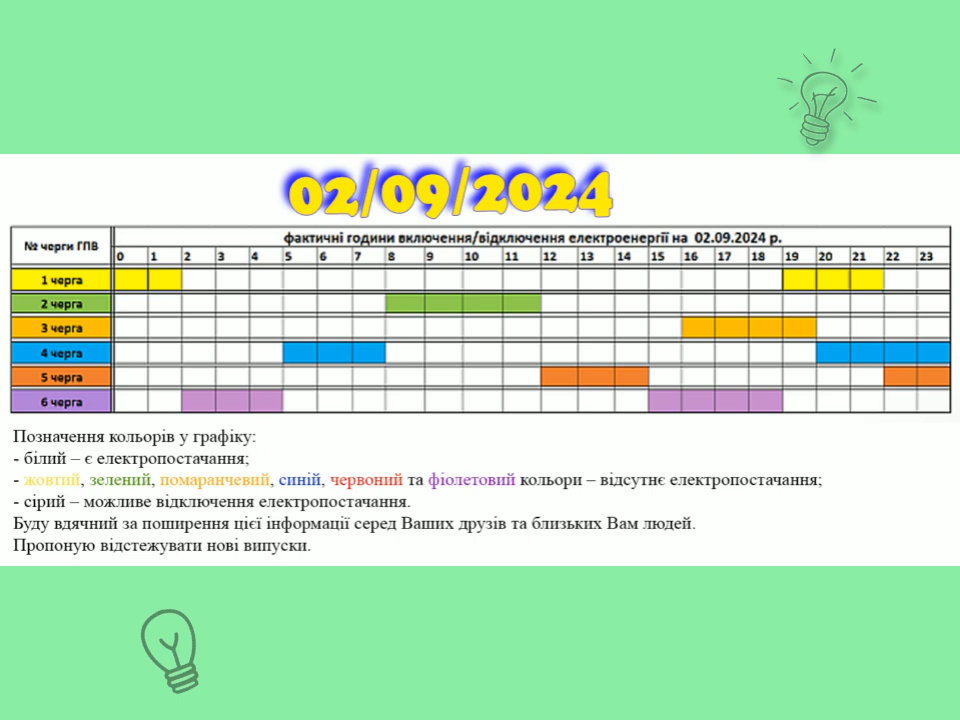 02/09/2024
№ черги ГПВ
фактичні години включення/відключення електроенергії на 02.09.2024 р.
0 1 2 3 4 5 6 7 8 9 10 11 12 13 14 15 16 17 18 19 20 21 22 23
1 черга
2 черга
3 черга
4 черга
5 черга
6 черга
Позначення кольорів у графіку:
- білий – є електропостачання;
- жовтий, зелений, помаранчевий, синій, червоний та фіолетовий кольори – відсутнє електропостачання;
- сірий – можливе відключення електропостачання.
Буду вдячний за поширення цієї інформації серед Ваших друзів та близьких Вам людей.
Пропоную відстежувати нові випуски.